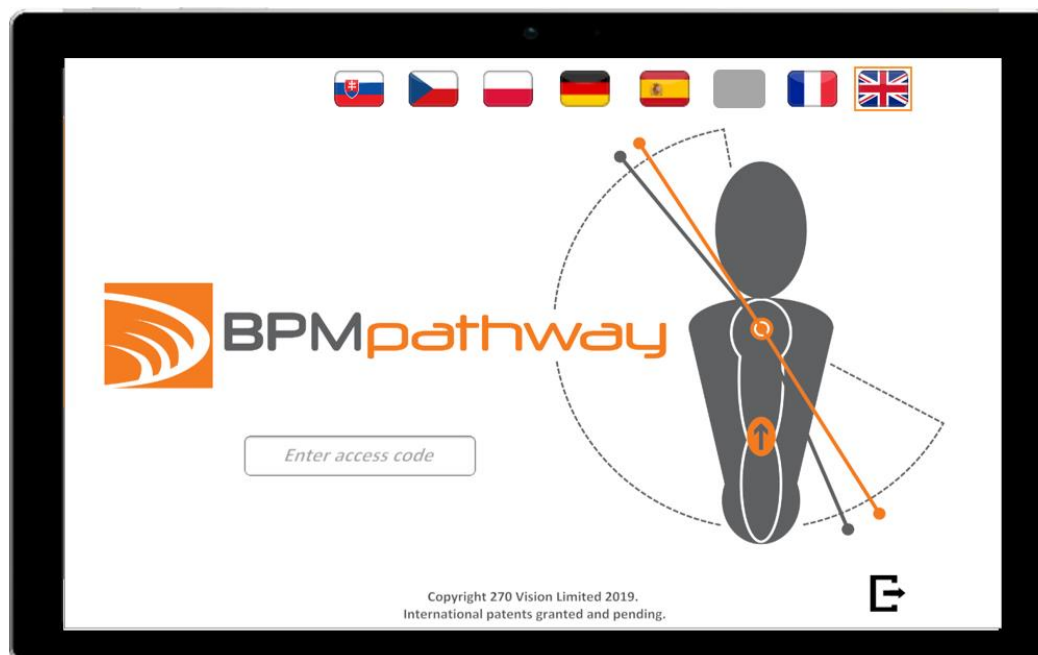 BPMpathway
Enter access code
Copyright 270 Vision Limited 2019.
International patents granted and pending.